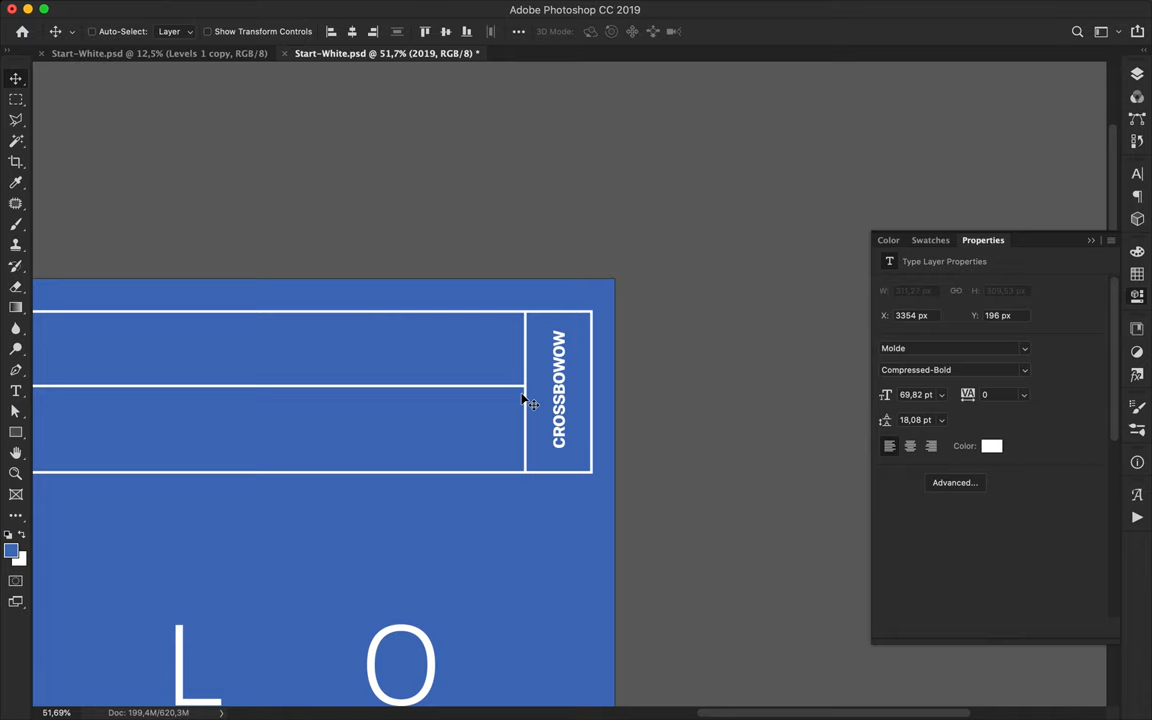 Adobe Photoshop CC 2019
Auto-Select: Layer Show Transform Controls 3D Mode:
Start-White.psd @ 12,5% (Levels 1 copy, RGB/8) Start-White.psd @ 51,7% (2019, RGB/8) *
Color Swatches Properties
Type Layer Properties
W: 311,27 px H: 309,53 px
X: 3354 px Y: 196 px
Molde
Compressed-Bold
69,82 pt 0
18,08 pt
Color:
Advanced...
CROSSBOWOW
L O
51,69% Doc: 199,4M/620,3M